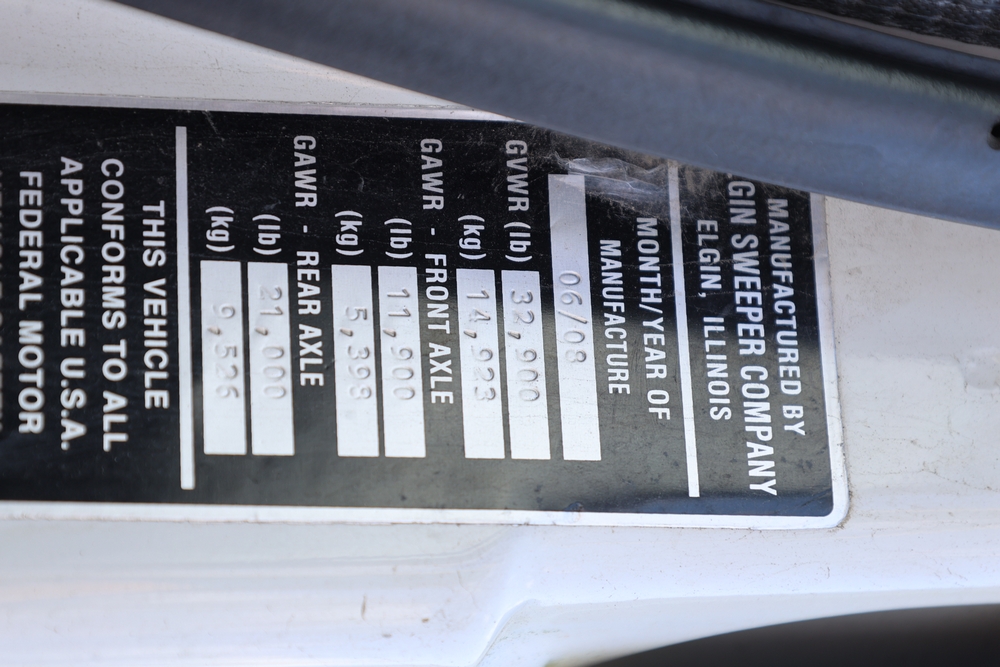 MANUFACTURED BY
GIN SWEEPER COMPANY
ELGIN, ILLINOIS
MONTH/YEAR OF
MANUFACTURE
06/08
GVWR (lb) 32,900
(kg) 14,923
GAWR - FRONT AXLE
(lb) 11,900
(kg) 5,398
GAWR - REAR AXLE
(lb) 21,000
(kg) 9,526
THIS VEHICLE
CONFORMS TO ALL
APPLICABLE U.S.A.
FEDERAL MOTOR